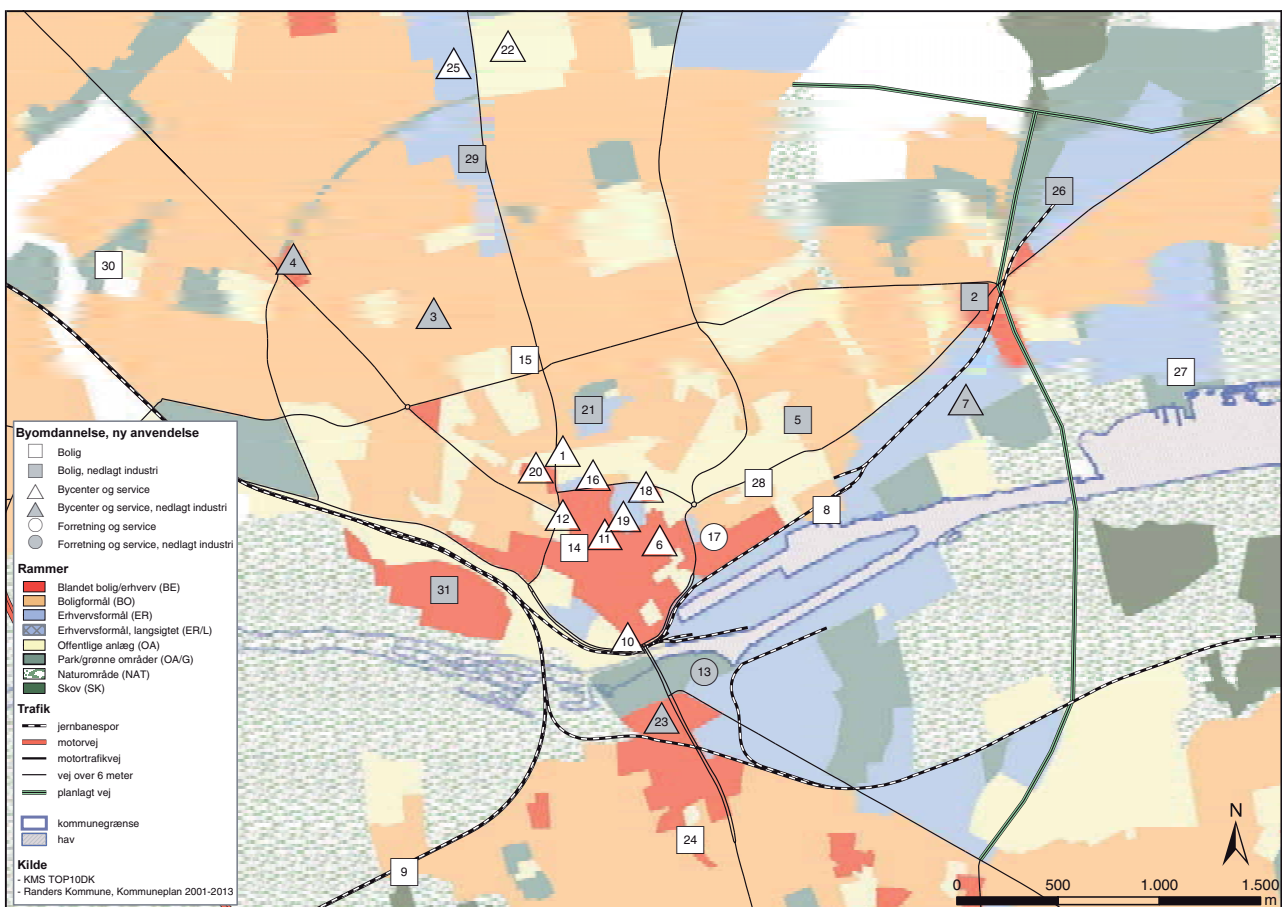 22
25
29
26
30
4
2
3
15
27
7
21
5
1
20
16
18
28
8
12
19
11
6
17
14
31
10
13
23
24
9
Byomdannelse, ny anvendelse
Bolig
Bolig, nedlagt industri
Bycenter og service
Bycenter og service, nedlagt industri
Forretning og service
Forretning og service, nedlagt industri
Rammer
Blandet bolig/erhverv (BE)
Boligformål (BO)
Erhvervsformål (ER)
Erhvervsformål, langsigtet (ER/L)
Offentlige anlæg (OA)
Park/grønne områder (OA/G)
Naturområde (NAT)
Skov (SK)
Trafik
jernbanespor
motorvej
motortrafikvej
vej over 6 meter
planlagt vej
kommunegrænse
hav
Kilde
- KMS TOP10DK
- Randers Kommune, Kommuneplan 2001-2013
N
0 500 1.000 1.500
m